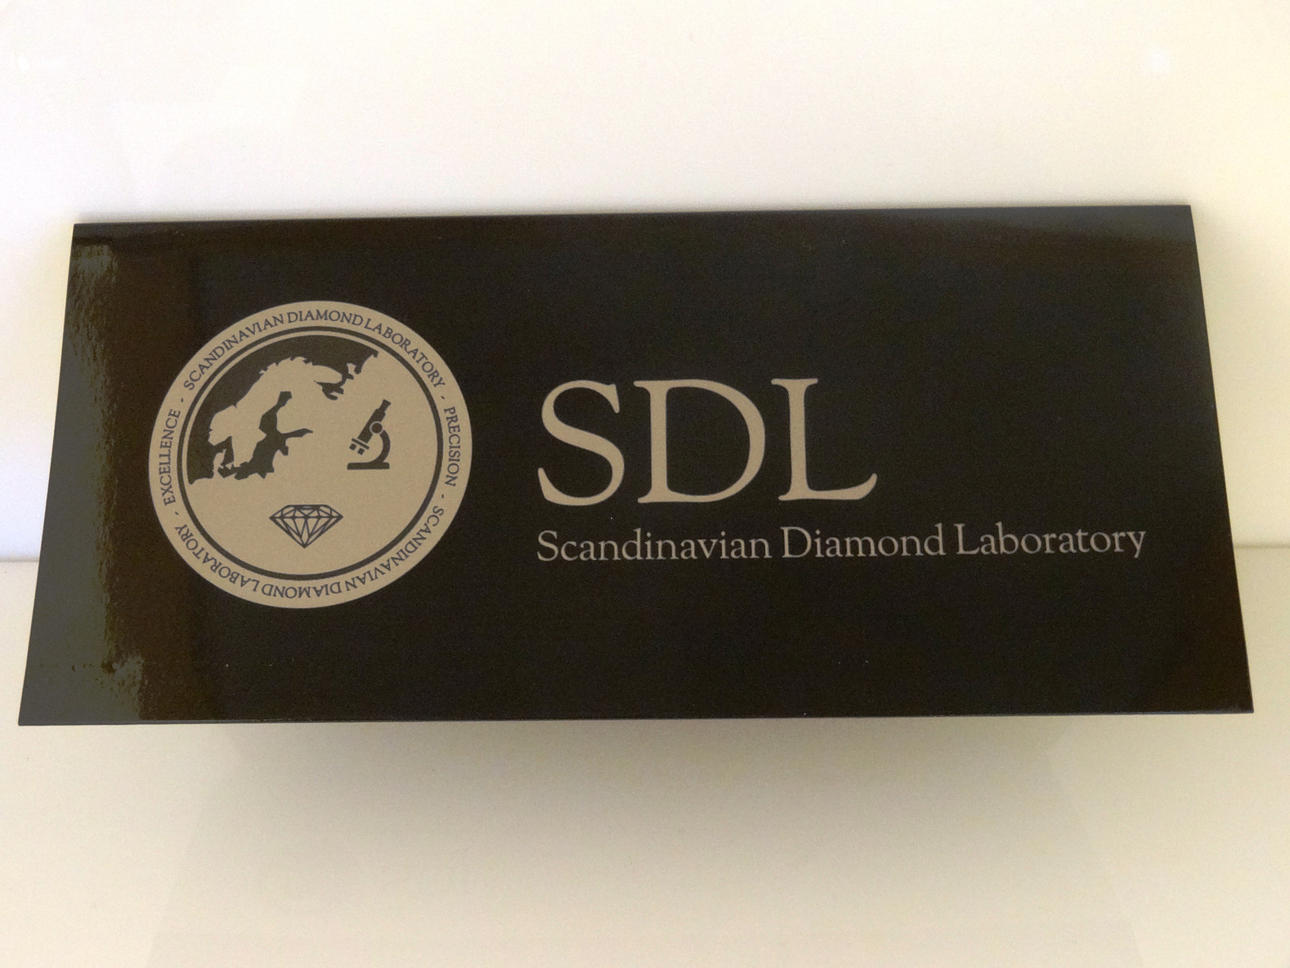 SCANDINAVIAN DIAMOND LABORATORY - PRECISION - SCANDINAVIAN DIAMOND LABORATORY - EXCELLENCE -
SDL
Scandinavian Diamond Laboratory